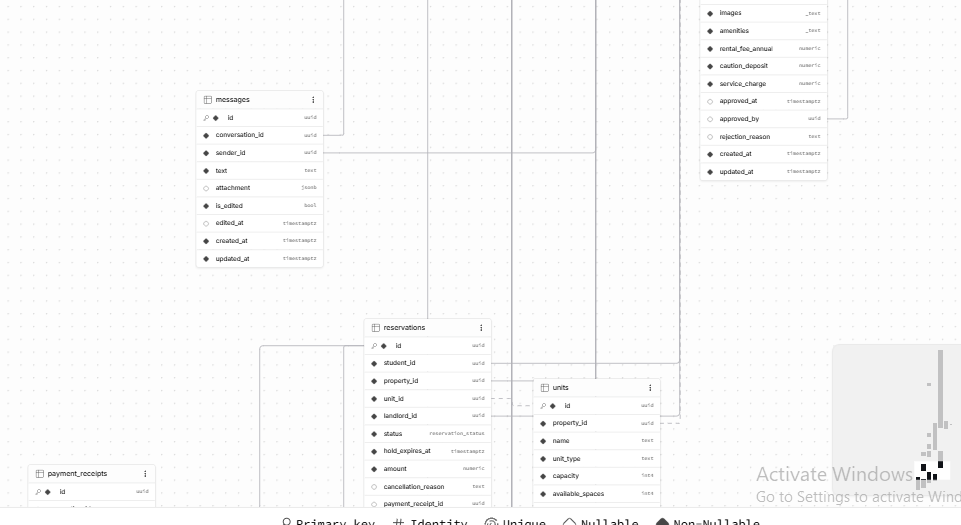 images _text
amenities _text
rental_fee_annual numeric
caution_deposit numeric
service_charge numeric
approved_at timestamptz
approved_by uuid
rejection_reason text
created_at timestamptz
updated_at timestamptz
messages
id uuid
conversation_id uuid
sender_id uuid
text text
attachment jsonb
is_edited bool
edited_at timestamptz
created_at timestamptz
updated_at timestamptz
reservations
id uuid
student_id uuid
property_id uuid
unit_id uuid
landlord_id uuid
status reservation_status
hold_expires_at timestamptz
amount numeric
cancellation_reason text
payment_receipt_id uuid
units
id uuid
property_id uuid
name text
unit_type text
capacity int4
available_spaces int4
payment_receipts
id uuid
Activate Windows
Go to Settings to activate Wind
Primary key # Identity Unique Nullable Non-Nullable